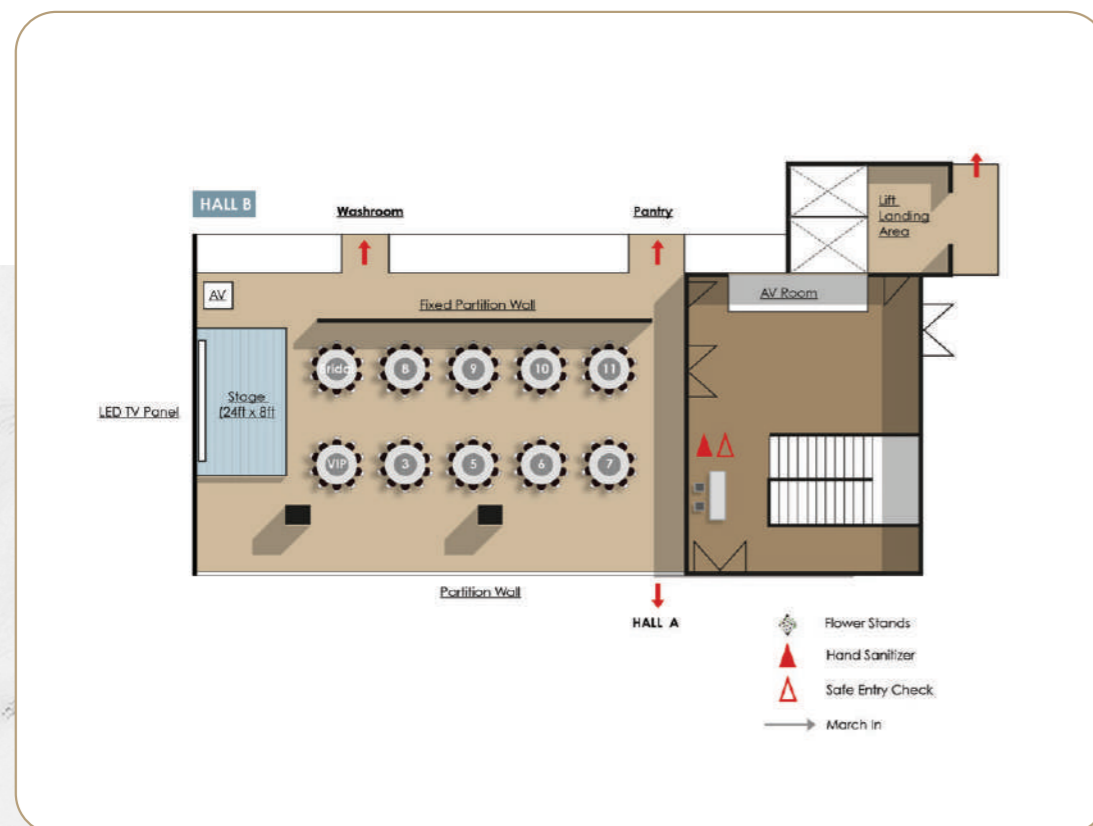 HALL B
Washroom
Pantry
Lift
Landing
Area
AV
Fixed Partition Wall
AV Room
Bridal
8
9
10
11
Stage
(24ft x 8ft
LED TV Panel
VIP
3
5
6
7
Partition Wall
HALL A
Flower Stands
Hand Sanitizer
Safe Entry Check
March In